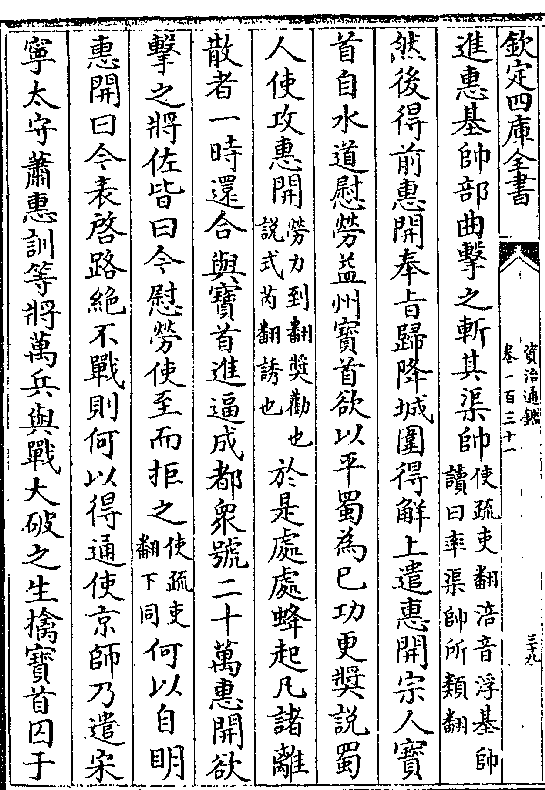 欽定四庫全書
資治通鑑
卷一百三十一
三十九
進惠基帥部曲擊之斬其渠帥使疏吏翻涪音浮基帥
讀曰率渠帥所類翻
然後得前惠開奉旨歸降城圍得解上遣惠開宗人寶
首自水道慰勞益州寶首欲以平蜀為已功更獎說蜀
人使攻惠開勞力到翻獎勸也
說式芮翻誘也
於是處處蜂起凡諸離
散者一時還合與寶首進逼成都衆號二十萬惠開欲
擊之將佐皆曰今慰勞使至而拒之使疏吏
翻下同
何以自明
惠開曰今表啓路絶不戰則何以得通使京師乃遣宋
寧太守蕭惠訓等將萬兵與戰大破之生擒寶首囚于